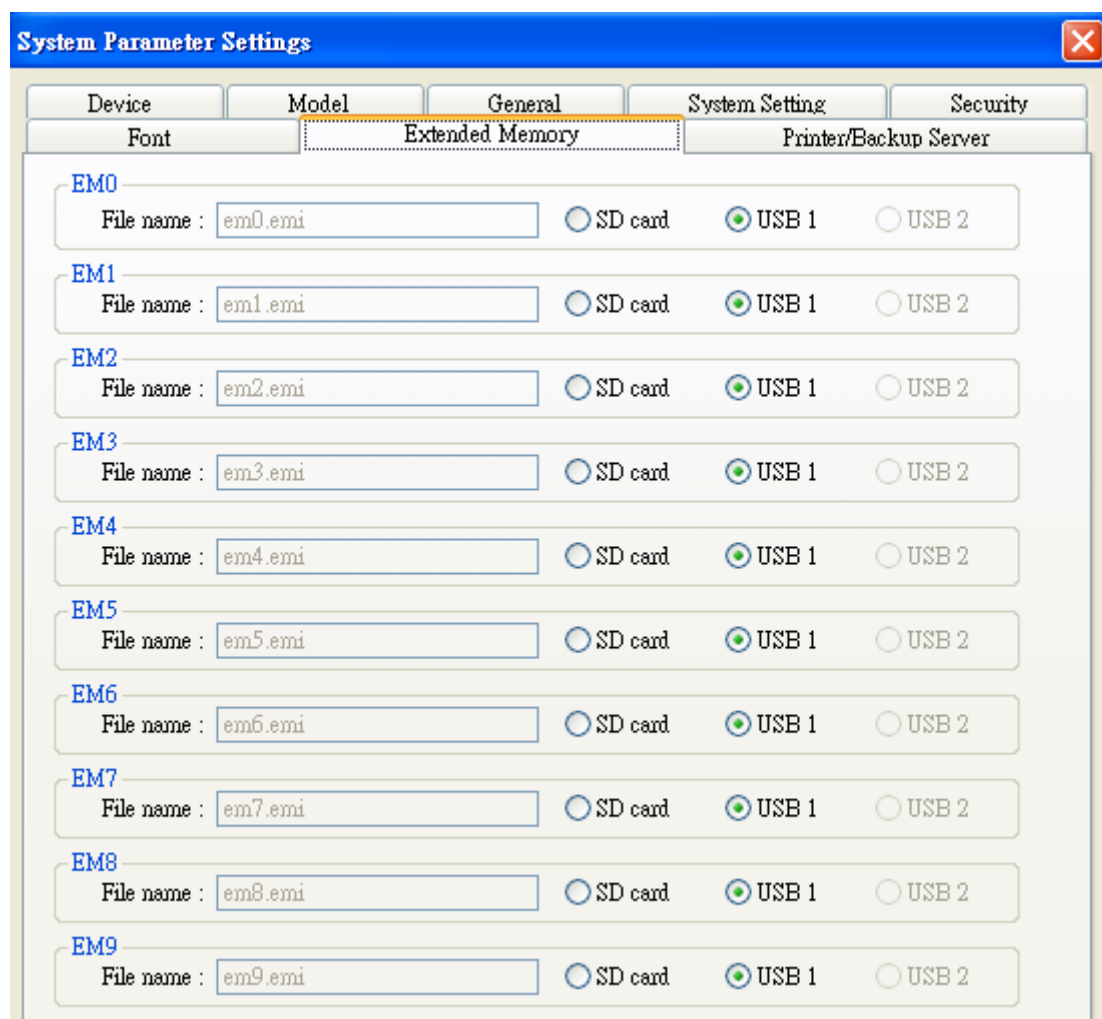 System Parameter Settings
Device Model General System Setting Security
Font Extended Memory Printer/Backup Server
EM0
File name : em0.emi SD card USB 1 USB 2
EM1
File name : em1.emi SD card USB 1 USB 2
EM2
File name : em2.emi SD card USB 1 USB 2
EM3
File name : em3.emi SD card USB 1 USB 2
EM4
File name : em4.emi SD card USB 1 USB 2
EM5
File name : em5.emi SD card USB 1 USB 2
EM6
File name : em6.emi SD card USB 1 USB 2
EM7
File name : em7.emi SD card USB 1 USB 2
EM8
File name : em8.emi SD card USB 1 USB 2
EM9
File name : em9.emi SD card USB 1 USB 2